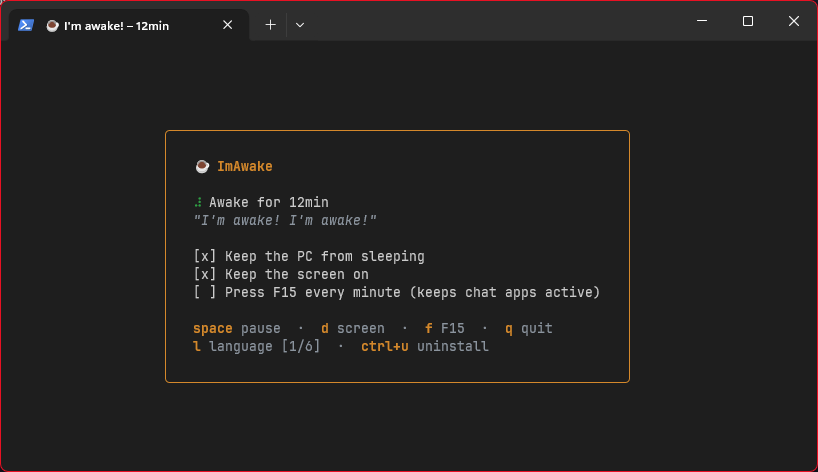 I'm awake! – 12min
ImAwake
Awake for 12min
"I'm awake! I'm awake!"
[x] Keep the PC from sleeping
[x] Keep the screen on
[ ] Press F15 every minute (keeps chat apps active)
space pause · d screen · f F15 · q quit
l language [1/6] · ctrl+u uninstall